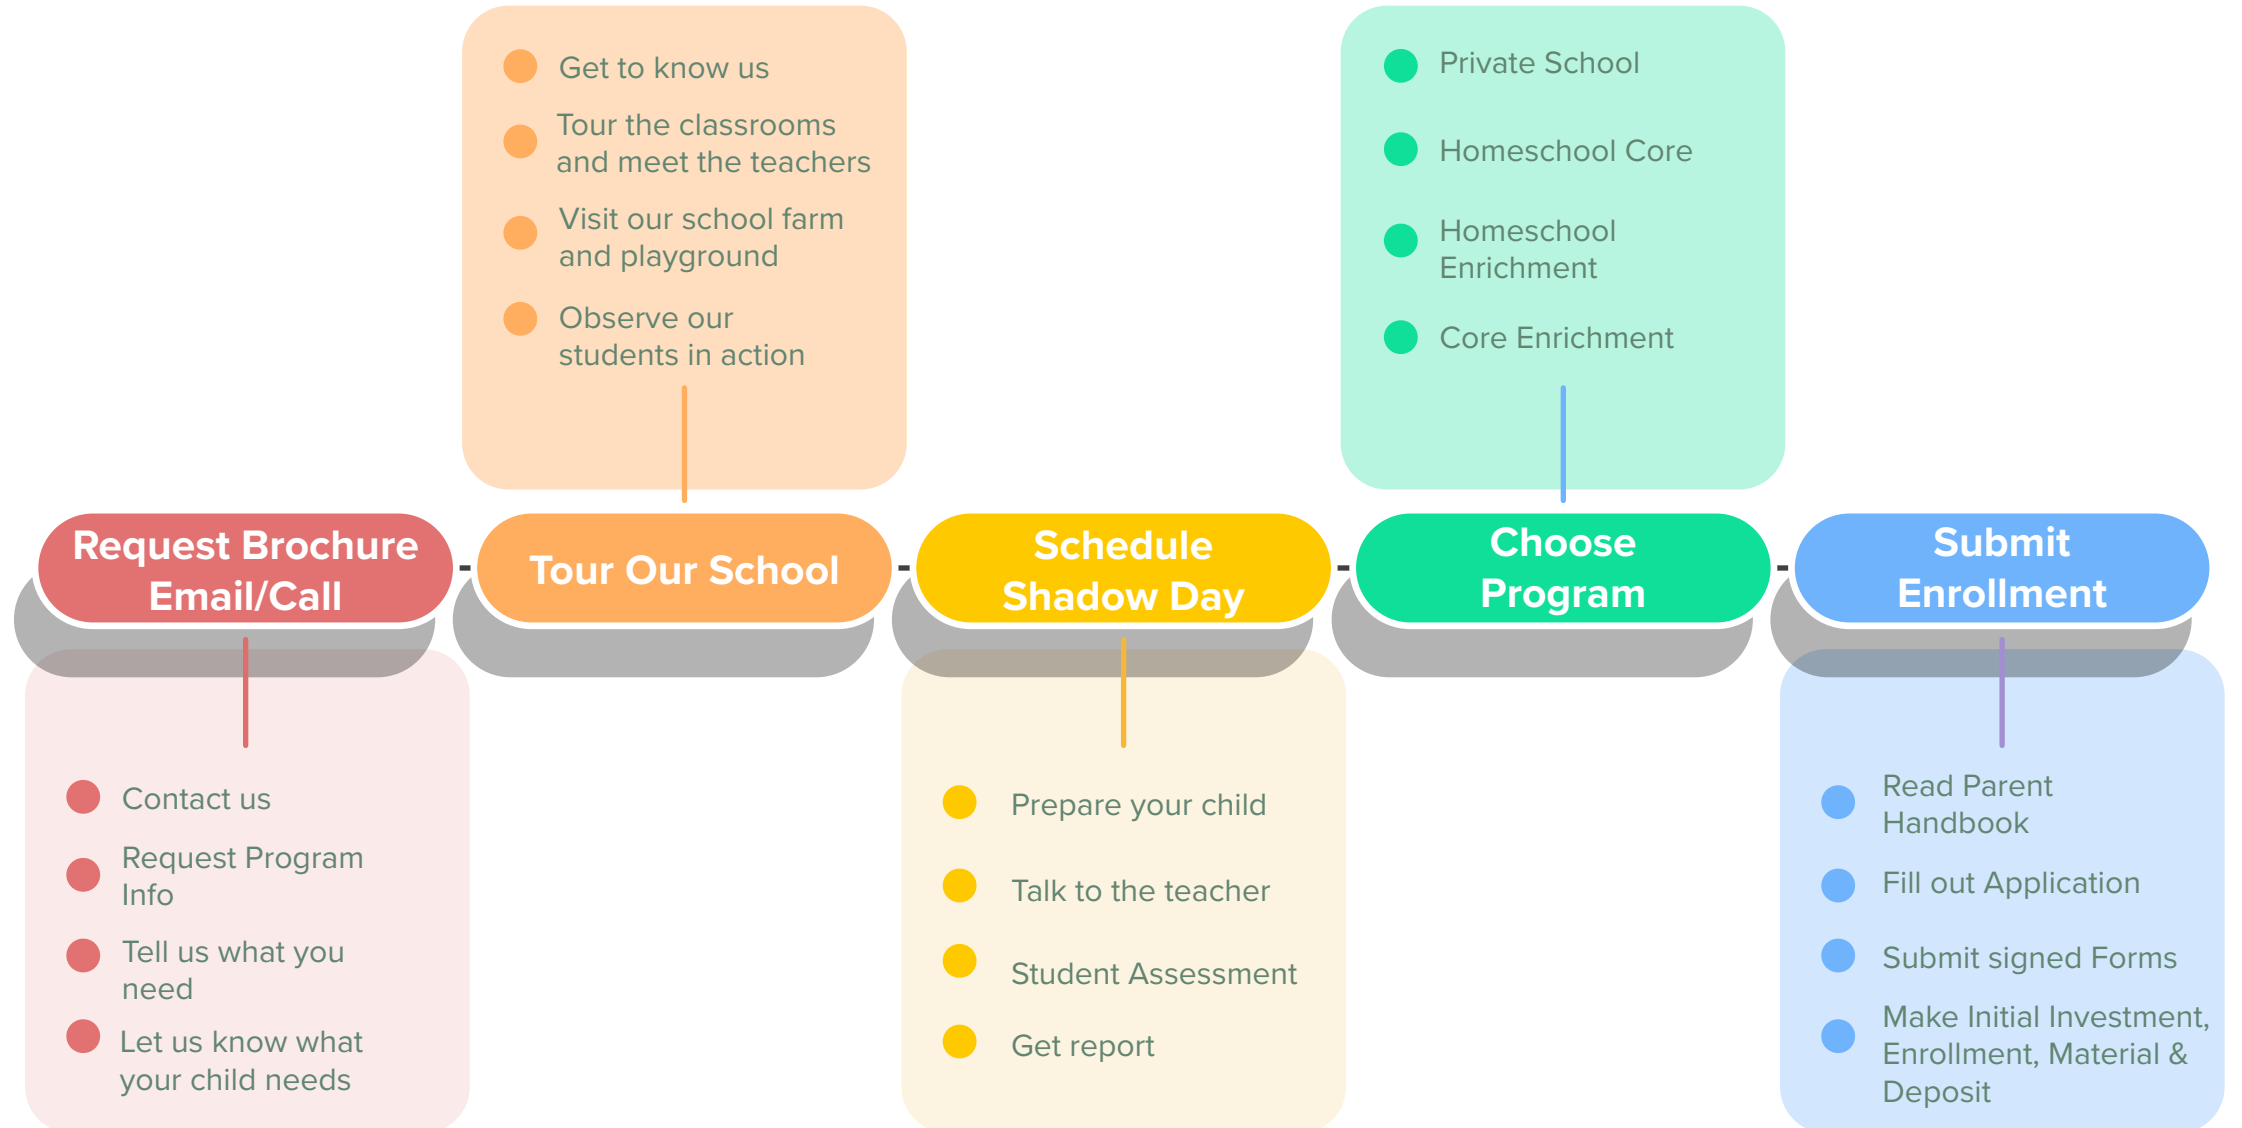 Get to know us
Tour the classrooms
and meet the teachers
Visit our school farm
and playground
Observe our
students in action
Private School
Homeschool Core
Homeschool
Enrichment
Core Enrichment
Request Brochure
Email/Call
Tour Our School
Schedule
Shadow Day
Choose
Program
Submit
Enrollment
Contact us
Request Program
Info
Tell us what you
need
Let us know what
your child needs
Prepare your child
Talk to the teacher
Student Assessment
Get report
Read Parent
Handbook
Fill out Application
Submit signed Forms
Make Initial Investment,
Enrollment, Material &
Deposit